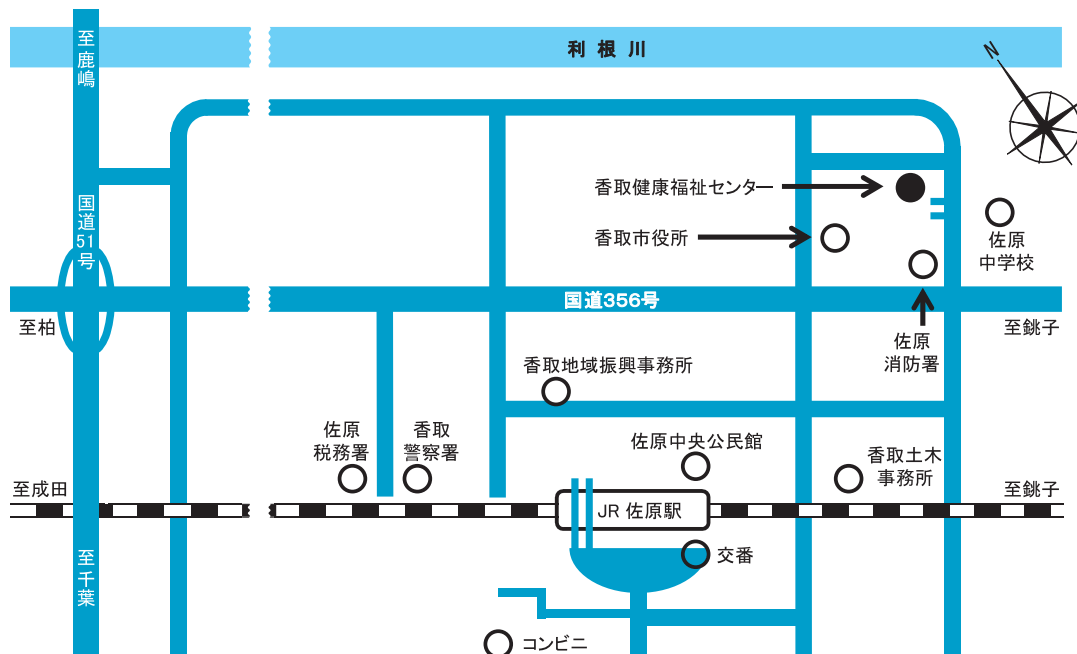 至鹿嶋
利根川
N
香取健康福祉センター
国道51号
香取市役所
佐原
中学校
国道356号
至柏
至銚子
佐原
消防署
香取地域振興事務所
佐原
税務署
香取
警察署
佐原中央公民館
香取土木
事務所
至成田
至銚子
JR 佐原駅
交番
至千葉
コンビニ